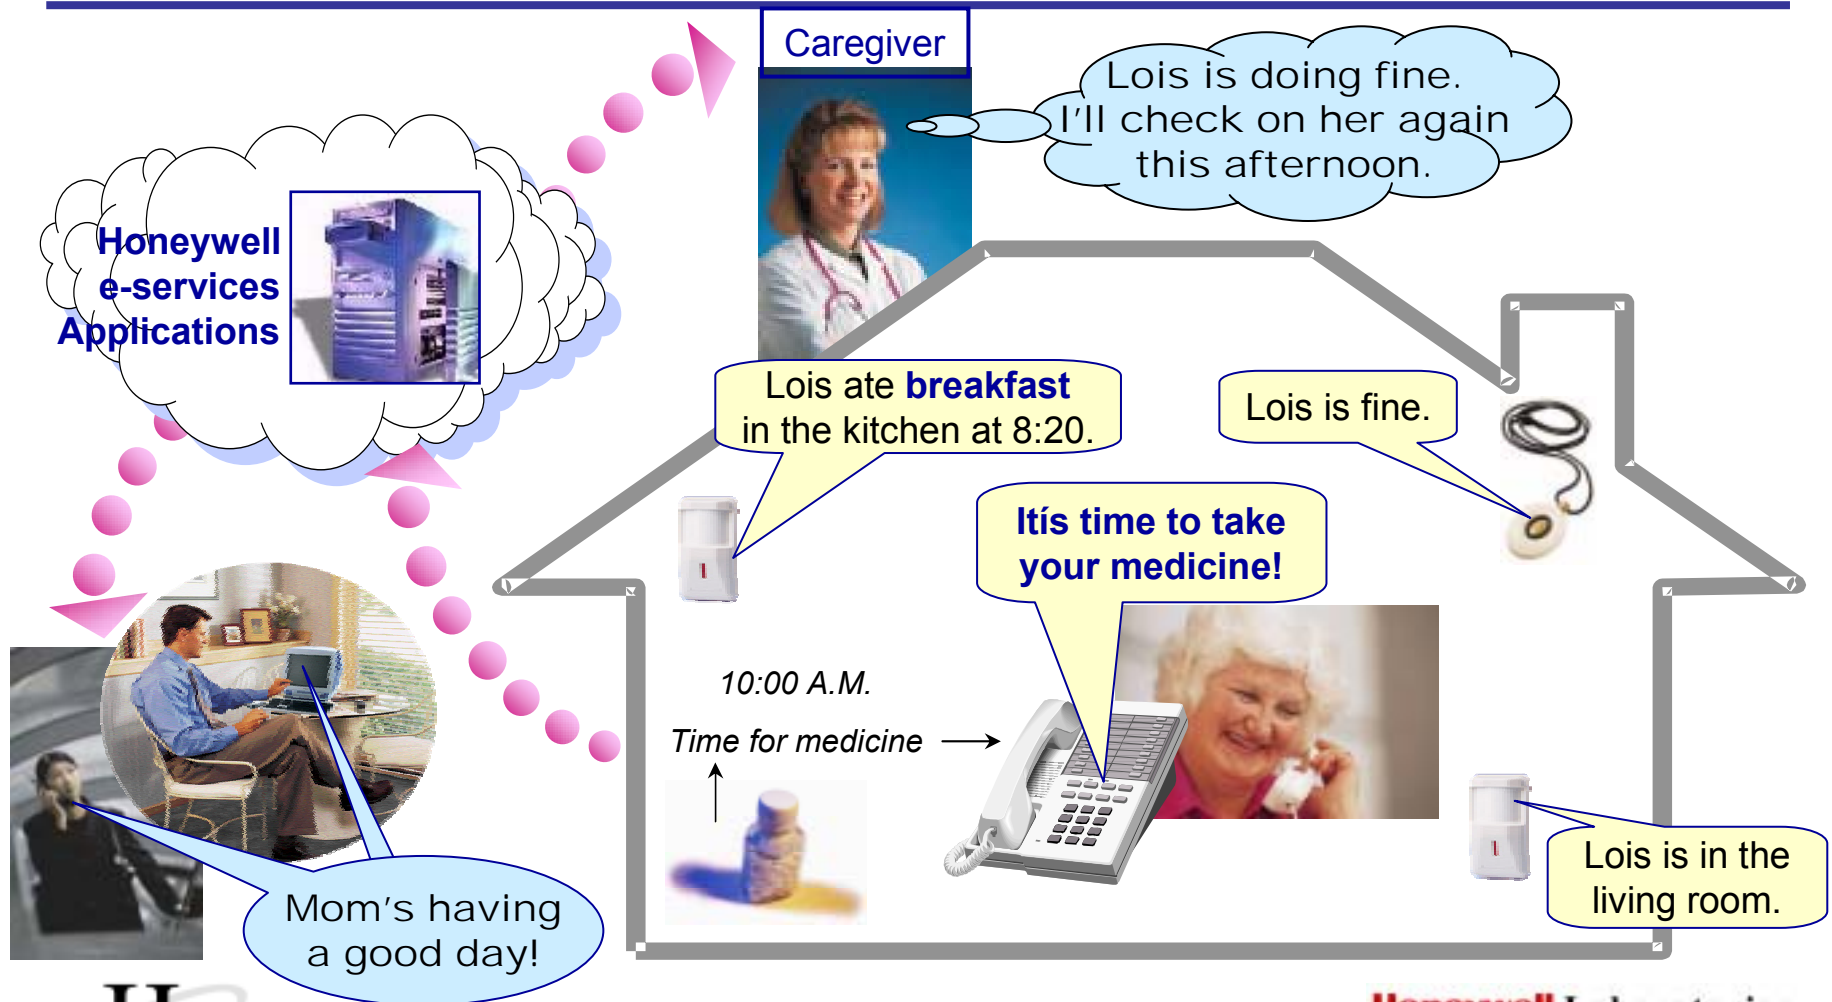 Caregiver
Lois is doing fine.
I'll check on her again
this afternoon.
Honeywell
e-services
Applications
Lois ate breakfast
in the kitchen at 8:20.
Lois is fine.
Itís time to take
your medicine!
10:00 A.M.
Time for medicine
Lois is in the
living room.
Mom's having
a good day!
H
Honeywell Laboratories